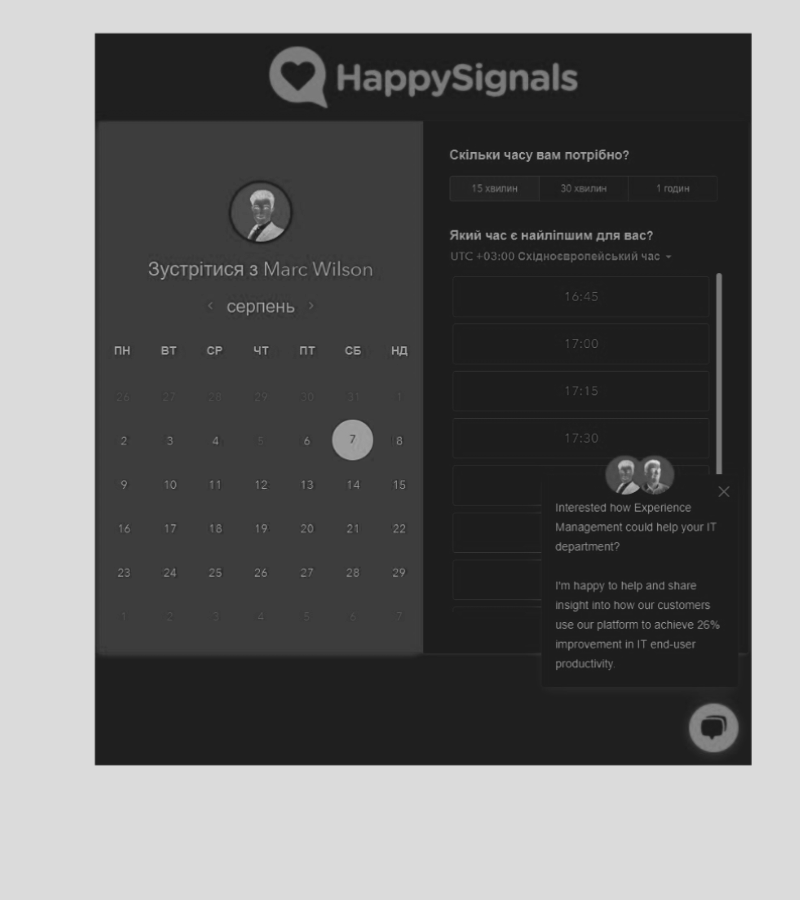 HappySignals
Зустрітися з Marc Wilson
серпень
ПН ВТ СР ЧТ ПТ СБ НД
26 27 28 29 30 31 1
2 3 4 5 6 7 8
9 10 11 12 13 14 15
16 17 18 19 20 21 22
23 24 25 26 27 28 29
1 2 3 4 5 6 7
Скільки часу вам потрібно?
15 хвилин 30 хвилин 1 годин
Який час є найліпшим для вас?
UTC +03:00 Східноєвропейський час
16:45
17:00
17:15
17:30
Interested how Experience
Management could help your IT
department?
I'm happy to help and share
insight into how our customers
use our platform to achieve 26%
improvement in IT end-user
productivity.